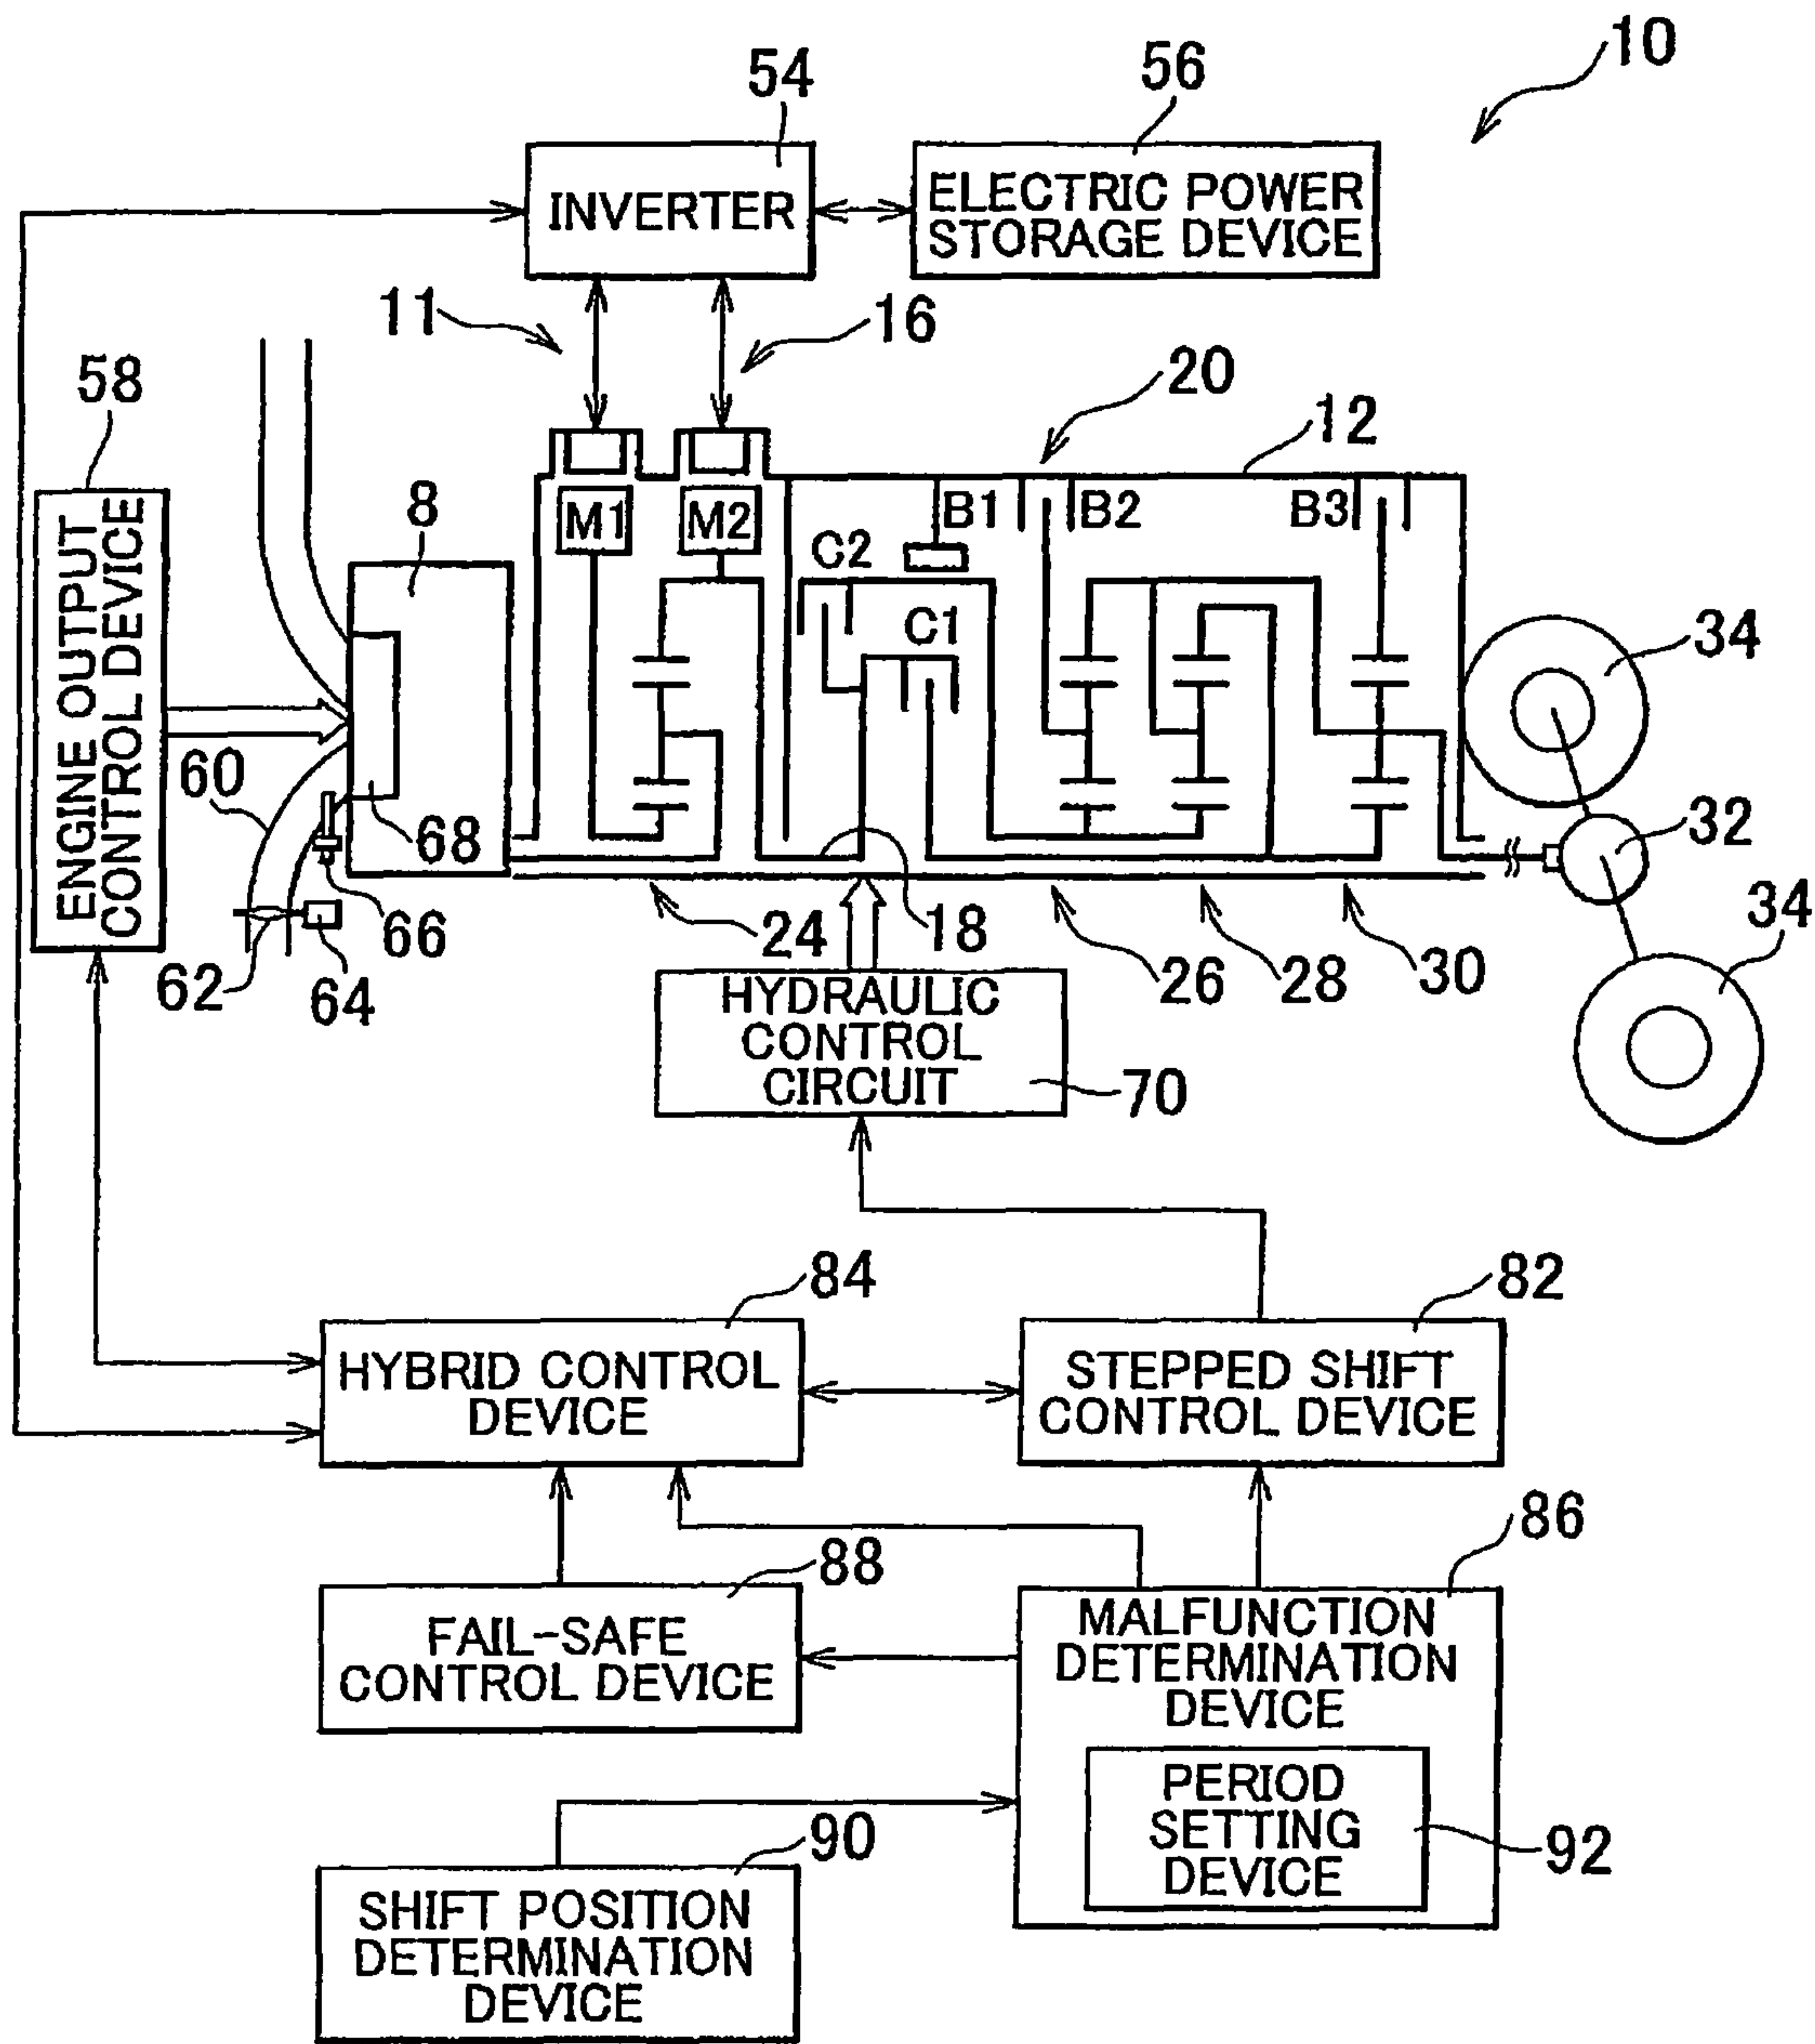 10
54
56
INVERTER
ELECTRIC POWER
STORAGE DEVICE
11
16
58
20
12
ENGINE OUTPUT
CONTROL DEVICE
8
M1
M2
B1
B2
B3
C2
C1
34
60
68
32
66
24
18
34
62
64
26
28
30
HYDRAULIC
CONTROL
CIRCUIT
70
84
82
HYBRID CONTROL
DEVICE
STEPPED SHIFT
CONTROL DEVICE
86
88
FAIL-SAFE
CONTROL DEVICE
MALFUNCTION
DETERMINATION
DEVICE
PERIOD
SETTING
DEVICE
92
90
SHIFT POSITION
DETERMINATION
DEVICE